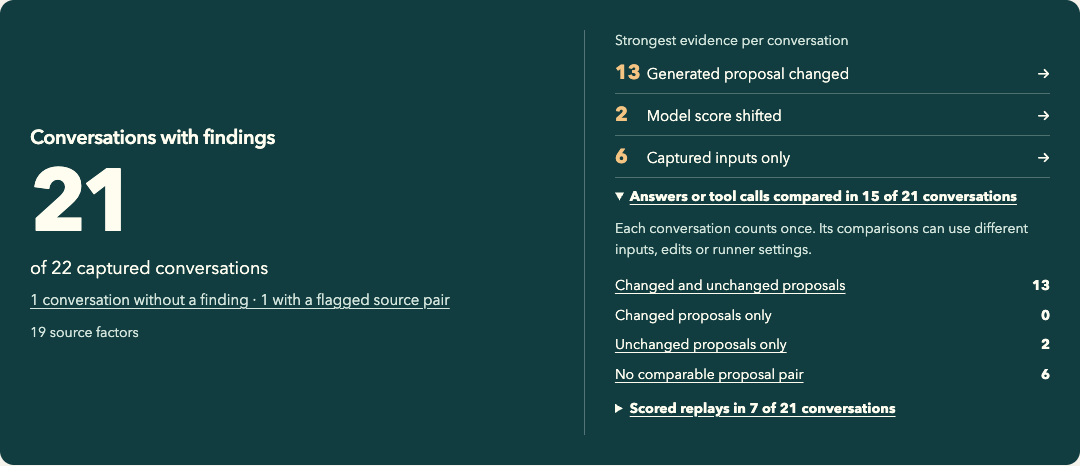 Conversations with findings
21
of 22 captured conversations
1 conversation without a finding · 1 with a flagged source pair
19 source factors
Strongest evidence per conversation
13 Generated proposal changed →
2 Model score shifted →
6 Captured inputs only →
▼ Answers or tool calls compared in 15 of 21 conversations
Each conversation counts once. Its comparisons can use different
inputs, edits or runner settings.
Changed and unchanged proposals 13
Changed proposals only 0
Unchanged proposals only 2
No comparable proposal pair 6
▶ Scored replays in 7 of 21 conversations